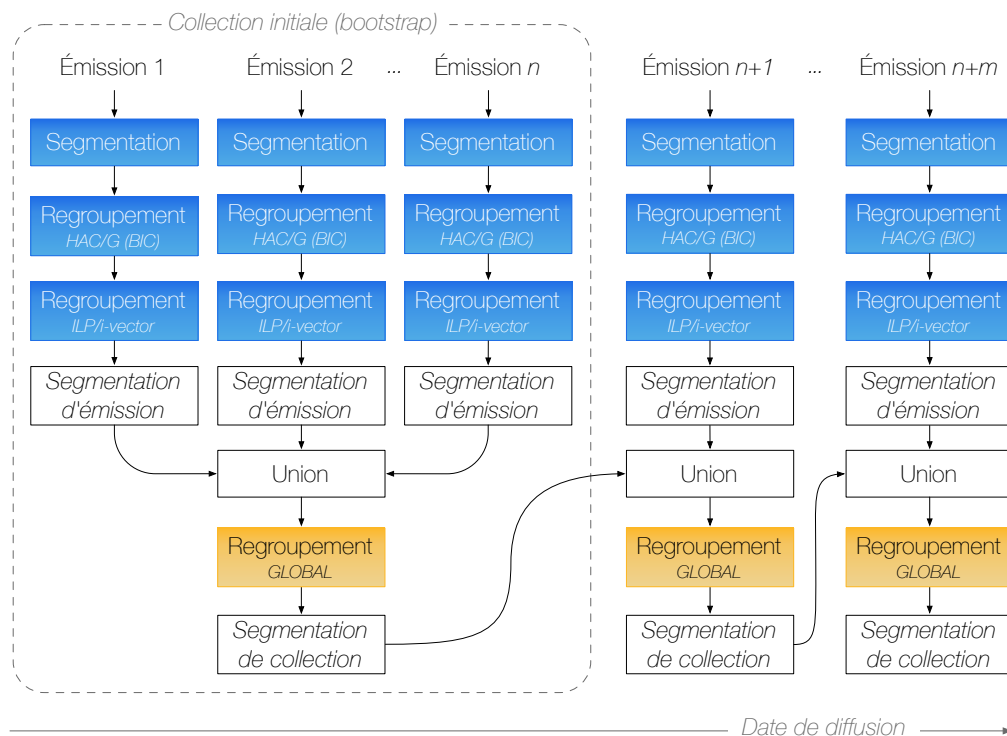 Collection initiale (bootstrap)
Émission 1 Émission 2 ... Émission n Émission n+1 ... Émission n+m
Segmentation Segmentation Segmentation Segmentation Segmentation
Regroupement Regroupement Regroupement Regroupement Regroupement
HAC/G (BIC) HAC/G (BIC) HAC/G (BIC) HAC/G (BIC) HAC/G (BIC)
Regroupement Regroupement Regroupement Regroupement Regroupement
ILP/i-vector ILP/i-vector ILP/i-vector ILP/i-vector ILP/i-vector
Segmentation Segmentation Segmentation Segmentation Segmentation
d'émission d'émission d'émission d'émission d'émission
Union Union Union
Regroupement Regroupement Regroupement
GLOBAL GLOBAL GLOBAL
Segmentation Segmentation Segmentation
de collection de collection de collection
Date de diffusion